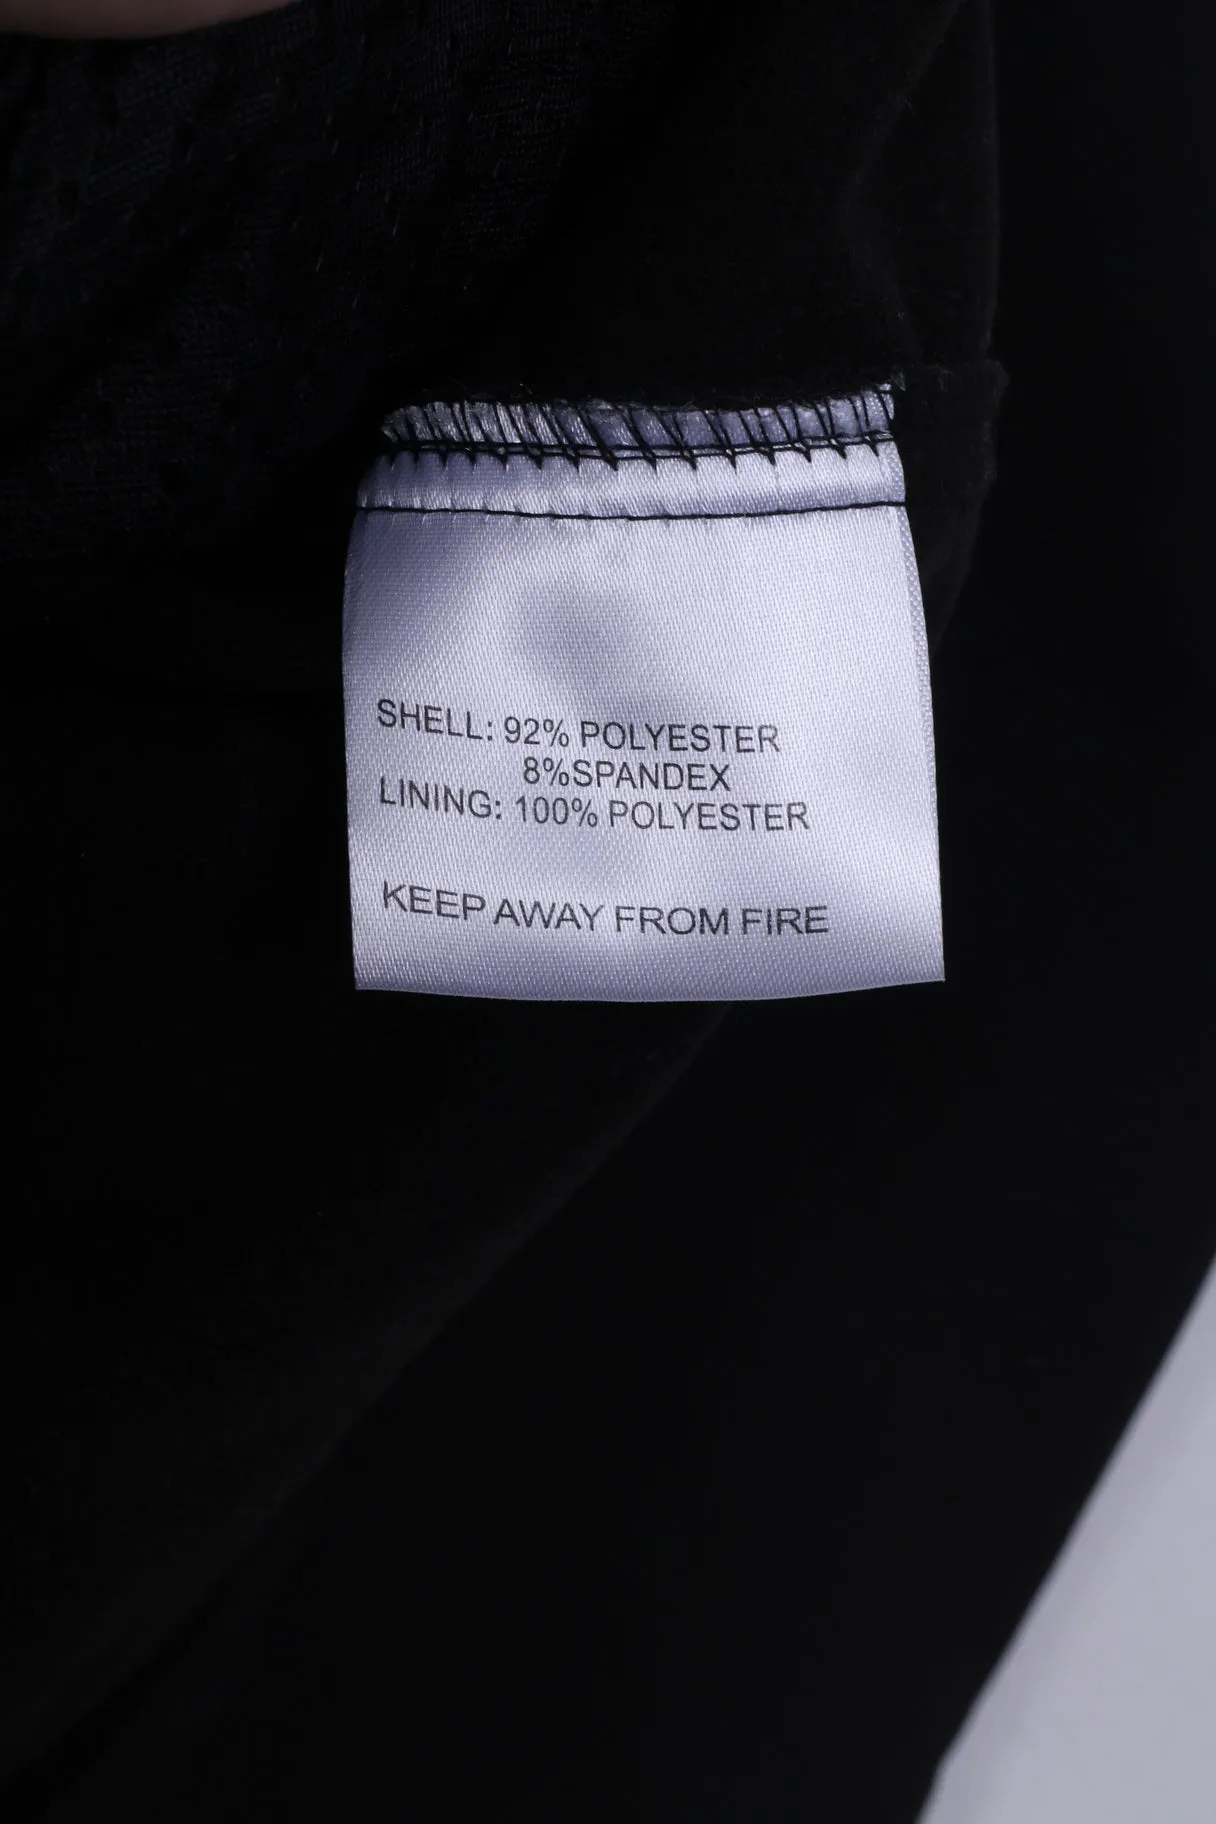 SHELL: 92% POLYESTER
8%SPANDEX
LINING: 100% POLYESTER
KEEP AWAY FROM FIRE